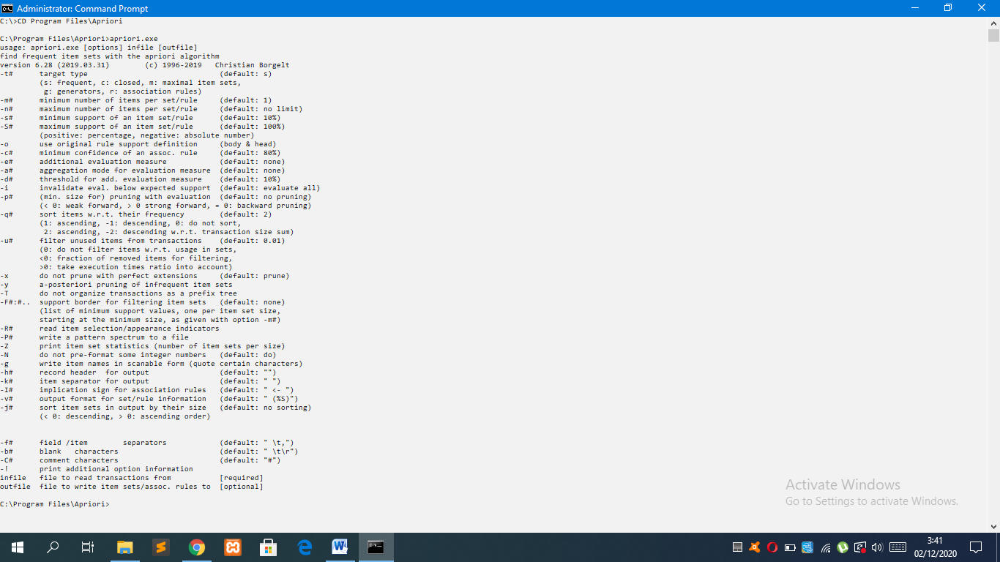 Administrator: Command Prompt
C:\>CD Program Files\Apriori
C:\Program Files\Apriori>apriori.exe
usage: apriori.exe [options] infile [outfile]
find frequent item sets with the apriori algorithm
version 6.28 (2019.03.31)        (c) 1996-2019   Christian Borgelt
-t#      target type                              (default: s)
         (s: frequent, c: closed, m: maximal item sets,
          g: generators, r: association rules)
-m#      minimum number of items per set/rule     (default: 1)
-n#      maximum number of items per set/rule     (default: no limit)
-s#      minimum support of an item set/rule      (default: 10%)
-S#      maximum support of an item set/rule      (default: 100%)
         (positive: percentage, negative: absolute number)
-o       use original rule support definition     (body & head)
-c#      minimum confidence of an assoc. rule     (default: 80%)
-e#      additional evaluation measure            (default: none)
-a#      aggregation mode for evaluation measure  (default: none)
-d#      threshold for add. evaluation measure    (default: 10%)
-i       invalidate eval. below expected support  (default: evaluate all)
-p#      (min. size for) pruning with evaluation  (default: no pruning)
         (< 0: weak forward, > 0 strong forward, = 0: backward pruning)
-q#      sort items w.r.t. their frequency        (default: 2)
         (1: ascending, -1: descending, 0: do not sort,
          2: ascending, -2: descending w.r.t. transaction size sum)
-u#      filter unused items from transactions    (default: 0.01)
         (0: do not filter items w.r.t. usage in sets,
         <0: fraction of removed items for filtering,
         >0: take execution times ratio into account)
-x       do not prune with perfect extensions     (default: prune)
-y       a-posteriori pruning of infrequent item sets
-T       do not organize transactions as a prefix tree
-F#:#..  support border for filtering item sets   (default: none)
         (list of minimum support values, one per item set size,
         starting at the minimum size, as given with option -m#)
-R#      read item selection/appearance indicators
-P#      write a pattern spectrum to a file
-Z       print item set statistics (number of item sets per size)
-N       do not pre-format some integer numbers   (default: do)
-g       write item names in scanable form (quote certain characters)
-h#      record header  for output                (default: "")
-k#      item separator for output                (default: " ")
-I#      implication sign for association rules   (default: " <- ")
-v#      output format for set/rule information   (default: " (%S)")
-j#      sort item sets in output by their size   (default: no sorting)
         (< 0: descending, > 0: ascending order)
-f#      field /item        separators            (default: " \t,")
-b#      blank   characters                       (default: " \t\r")
-C#      comment characters                       (default: "#")
-!       print additional option information
infile   file to read transactions from           [required]
outfile  file to write item sets/assoc. rules to  [optional]
C:\Program Files\Apriori>
Activate Windows
Go to Settings to activate Windows.
3:41
02/12/2020